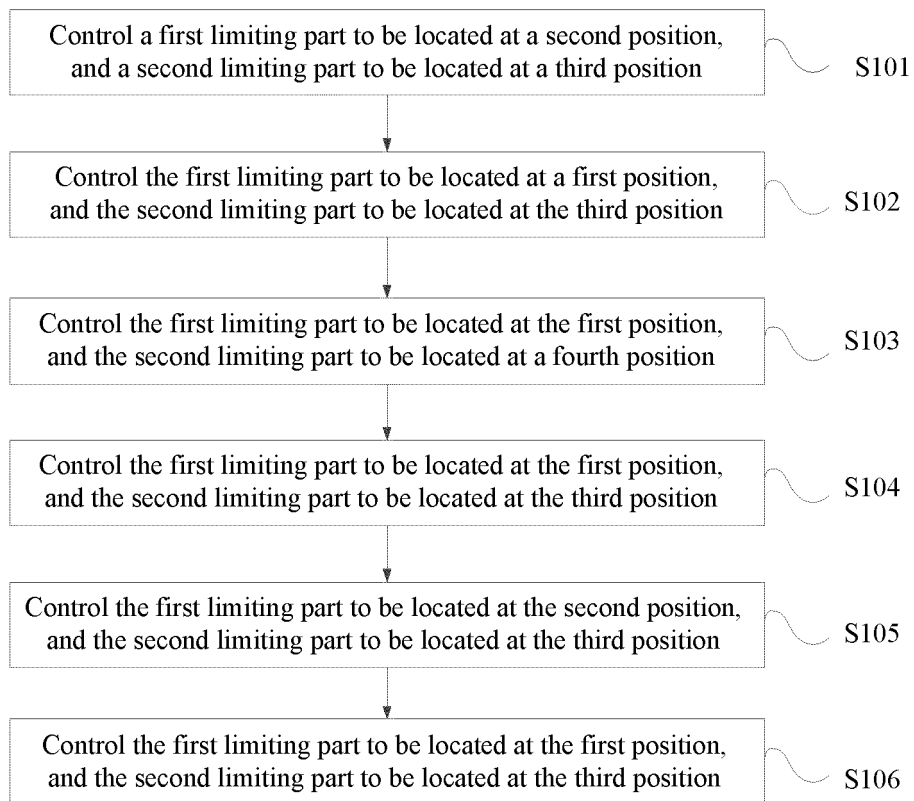 Control a first limiting part to be located at a second position,
and a second limiting part to be located at a third position
S101
Control the first limiting part to be located at a first position,
and the second limiting part to be located at the third position
S102
Control the first limiting part to be located at the first position,
and the second limiting part to be located at a fourth position
S103
Control the first limiting part to be located at the first position,
and the second limiting part to be located at the third position
S104
Control the first limiting part to be located at the second position,
and the second limiting part to be located at the third position
S105
Control the first limiting part to be located at the first position,
and the second limiting part to be located at the third position
S106